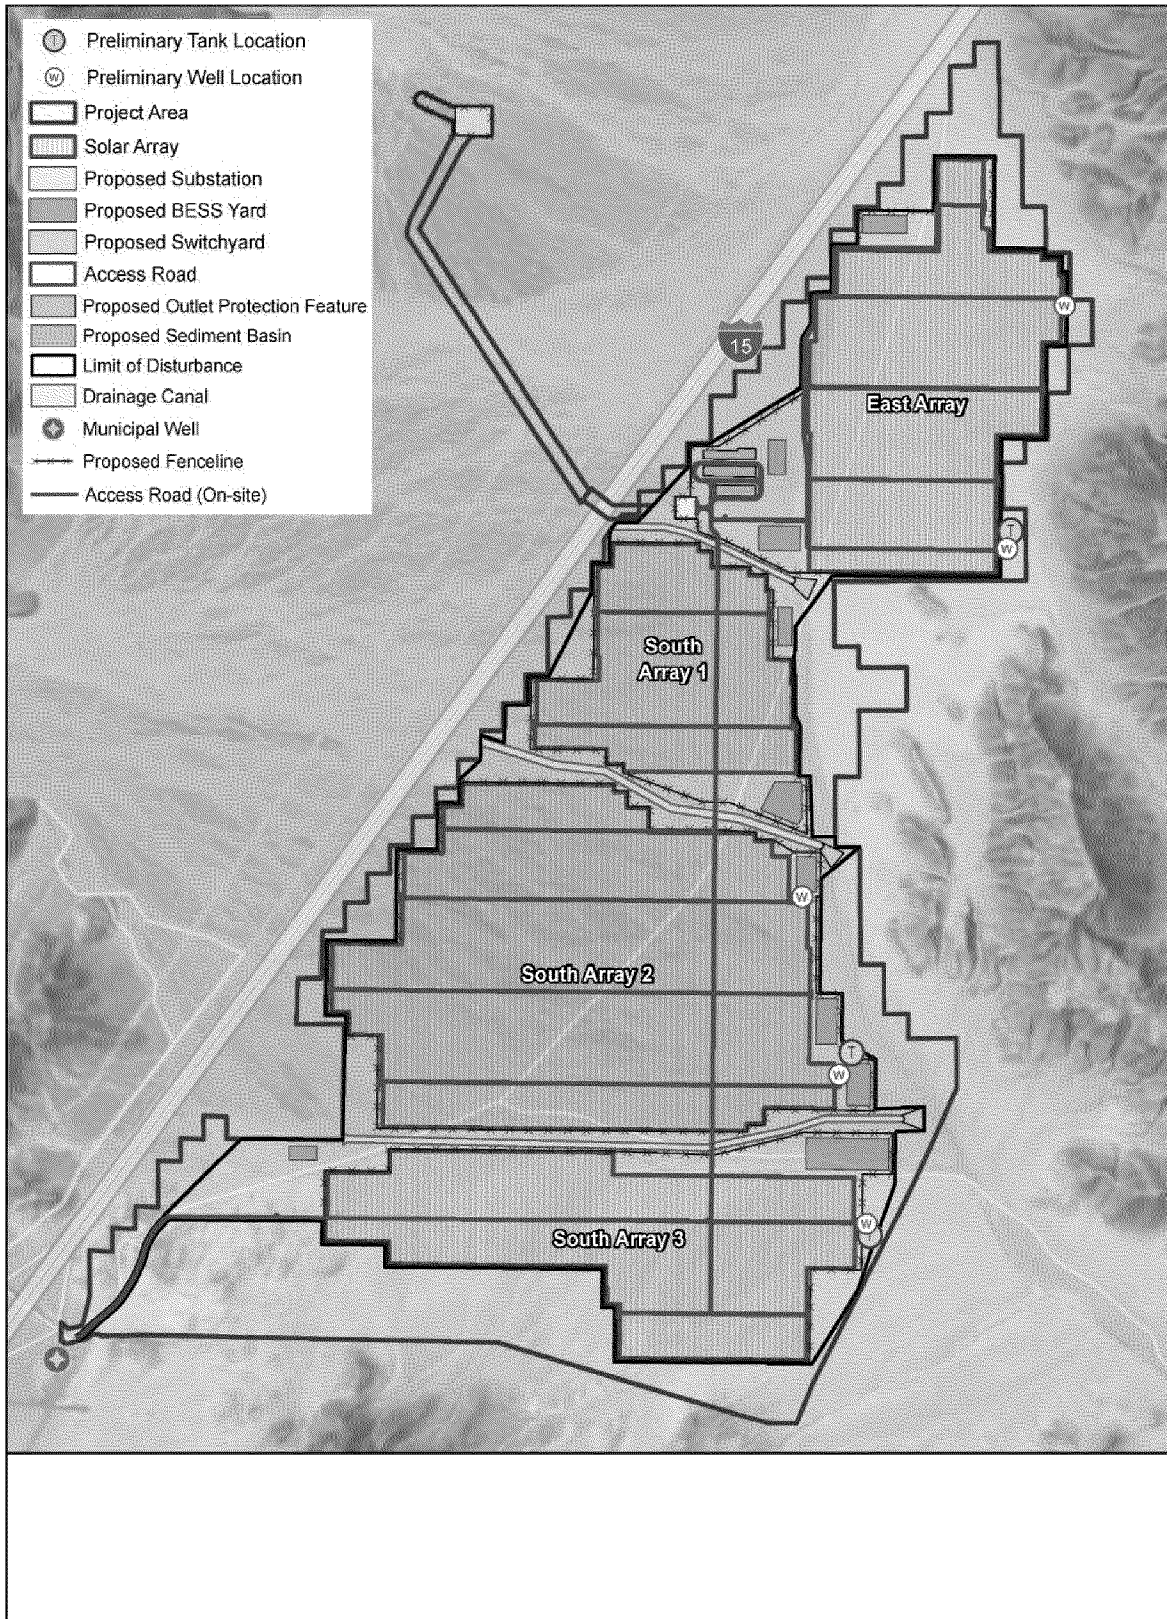 T Preliminary Tank Location
W Preliminary Well Location
Project Area
Solar Array
Proposed Substation
Proposed BESS Yard
Proposed Switchyard
Access Road
Proposed Outlet Protection Feature
Proposed Sediment Basin
Limit of Disturbance
Drainage Canal
Municipal Well
Proposed Fenceline
Access Road (On-site)
W
15
East Array
T
W
South
Array 1
W
South Array 2
T
W
W
South Array 3